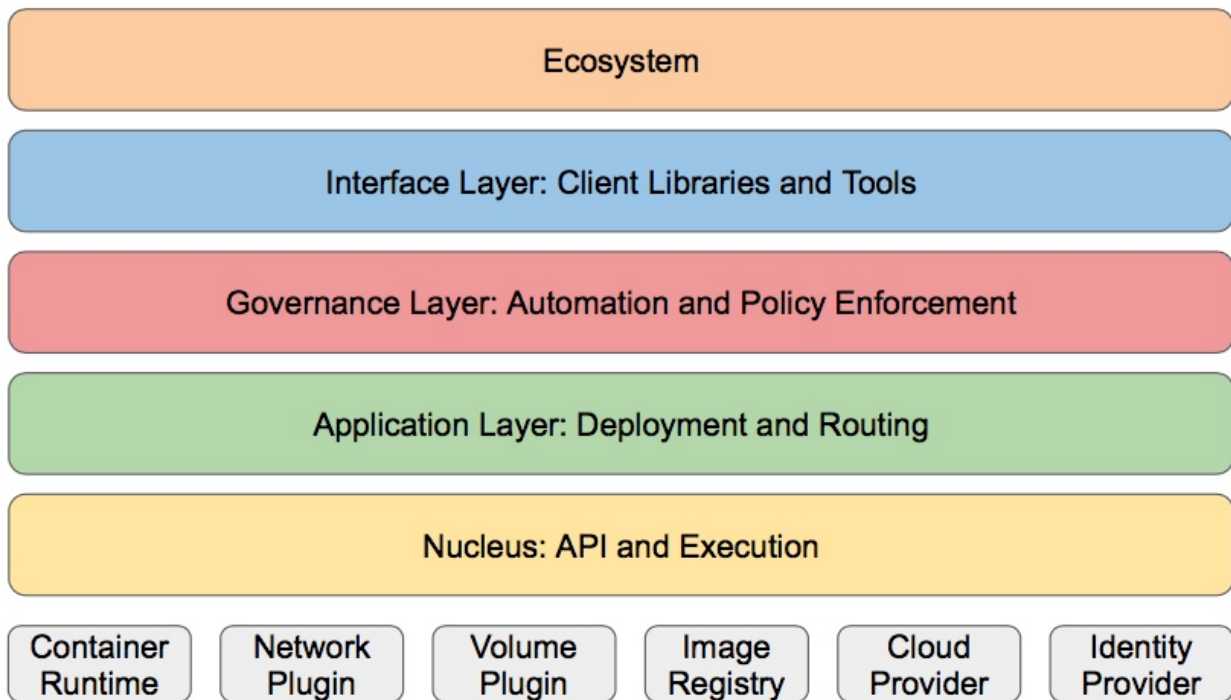 Ecosystem
Interface Layer: Client Libraries and Tools
Governance Layer: Automation and Policy Enforcement
Application Layer: Deployment and Routing
Nucleus: API and Execution
Container
Runtime
Network
Plugin
Volume
Plugin
Image
Registry
Cloud
Provider
Identity
Provider